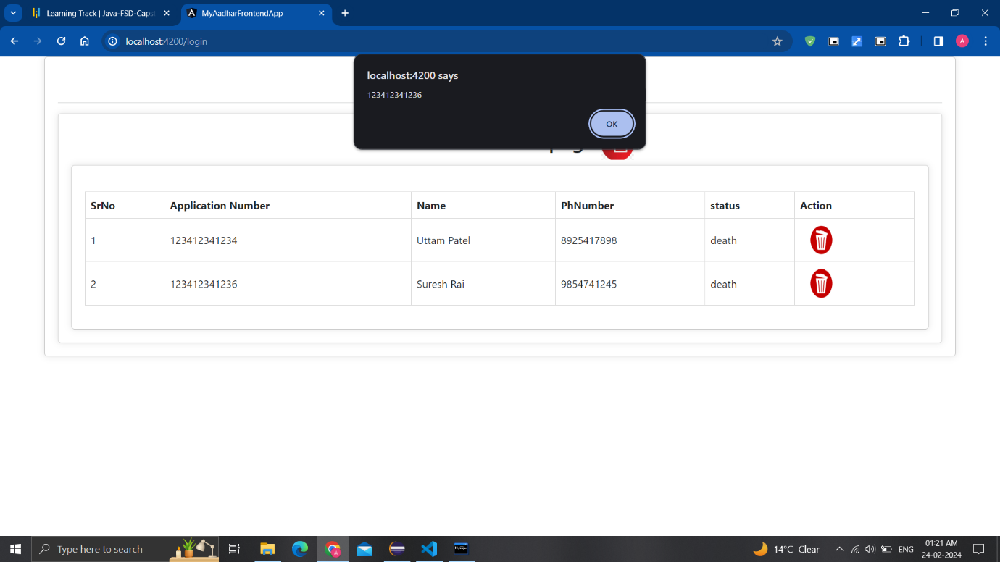 Learning Track | Java-FSD-Caps
MyAadharFrontendApp
localhost:4200/login
A
localhost:4200 says
123412341236
OK
SrNo Application Number Name PhNumber status Action
1 123412341234 Uttam Patel 8925417898 death
2 123412341236 Suresh Rai 9854741245 death
Type here to search
A
MySQL
14°C Clear
ENG
01:21 AM
24-02-2024